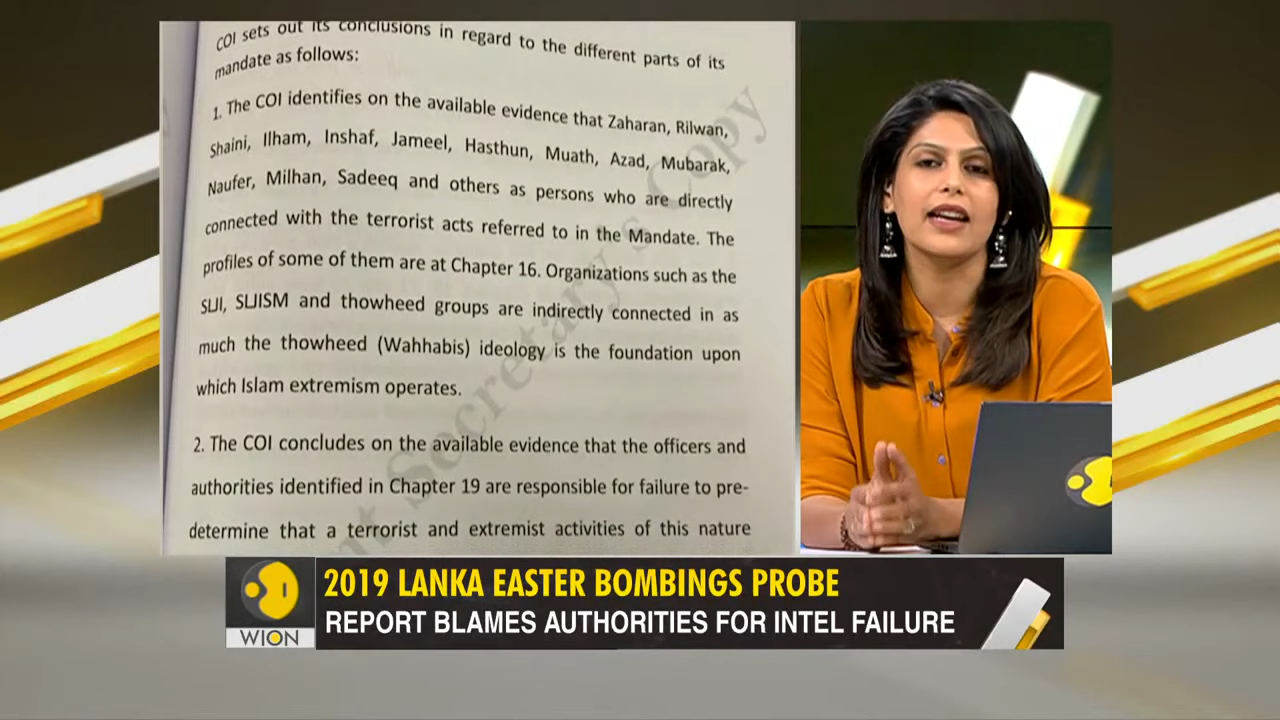 COI sets out its conclusions in regard to the different parts of its
mandate as follows:
1. The COI identifies on the available evidence that Zaharan, Rilwan,
Shaini, Ilham, Inshaf, Jameel, Hasthun, Muath, Azad, Mubarak,
Naufer, Milhan, Sadeeq and others as persons who are directly
connected with the terrorist acts referred to in the Mandate. The
profiles of some of them are at Chapter 16. Organizations such as the
SLJI, SLJISM and thowheed groups are indirectly connected in as
much the thowheed (Wahhabis) ideology is the foundation upon
which Islam extremism operates.
2. The COI concludes on the available evidence that the officers and
authorities identified in Chapter 19 are responsible for failure to pre-
determine that a terrorist and extremist activities of this nature
Secretary's Copy
2019 LANKA EASTER BOMBINGS PROBE
REPORT BLAMES AUTHORITIES FOR INTEL FAILURE
WION